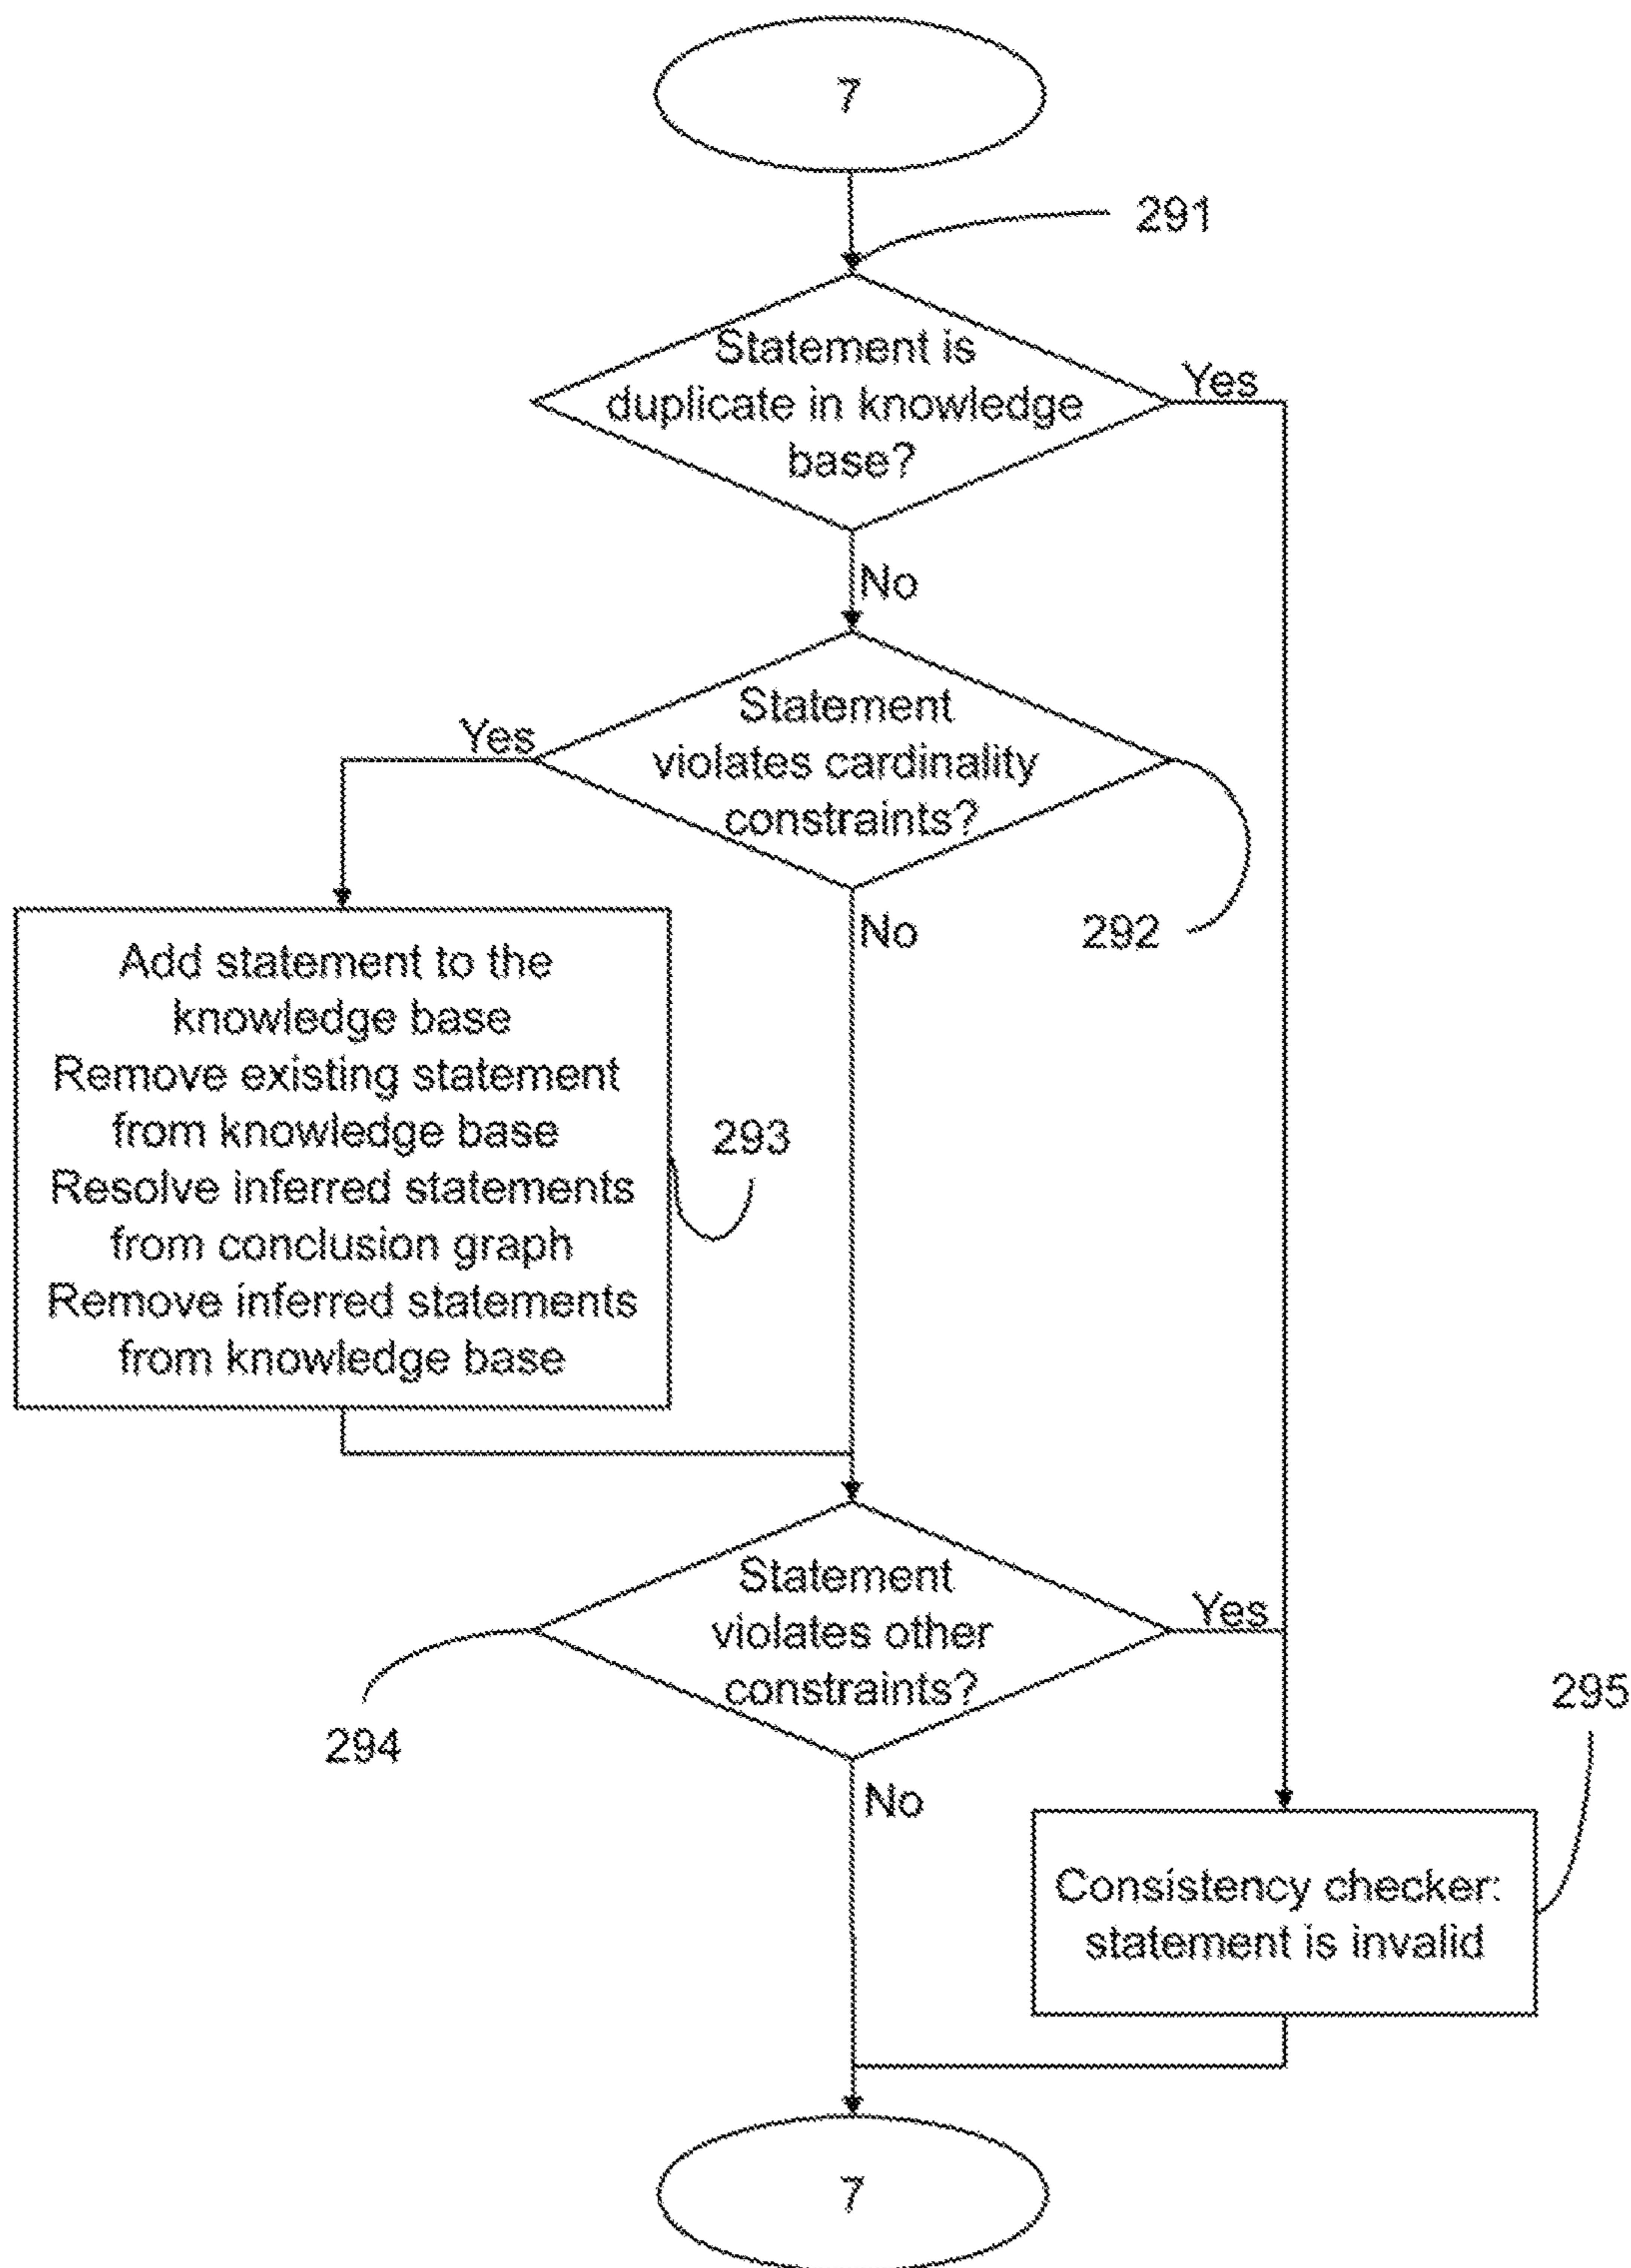 7
291
Statement is
duplicate in knowledge
base?
Yes
No
Statement
violates cardinality
constraints?
Yes
No
292
Add statement to the
knowledge base
Remove existing statement
from knowledge base
Resolve inferred statements
from conclusion graph
Remove inferred statements
from knowledge base
293
Statement
violates other
constraints?
Yes
294
No
295
Consistency checker:
statement is invalid
7